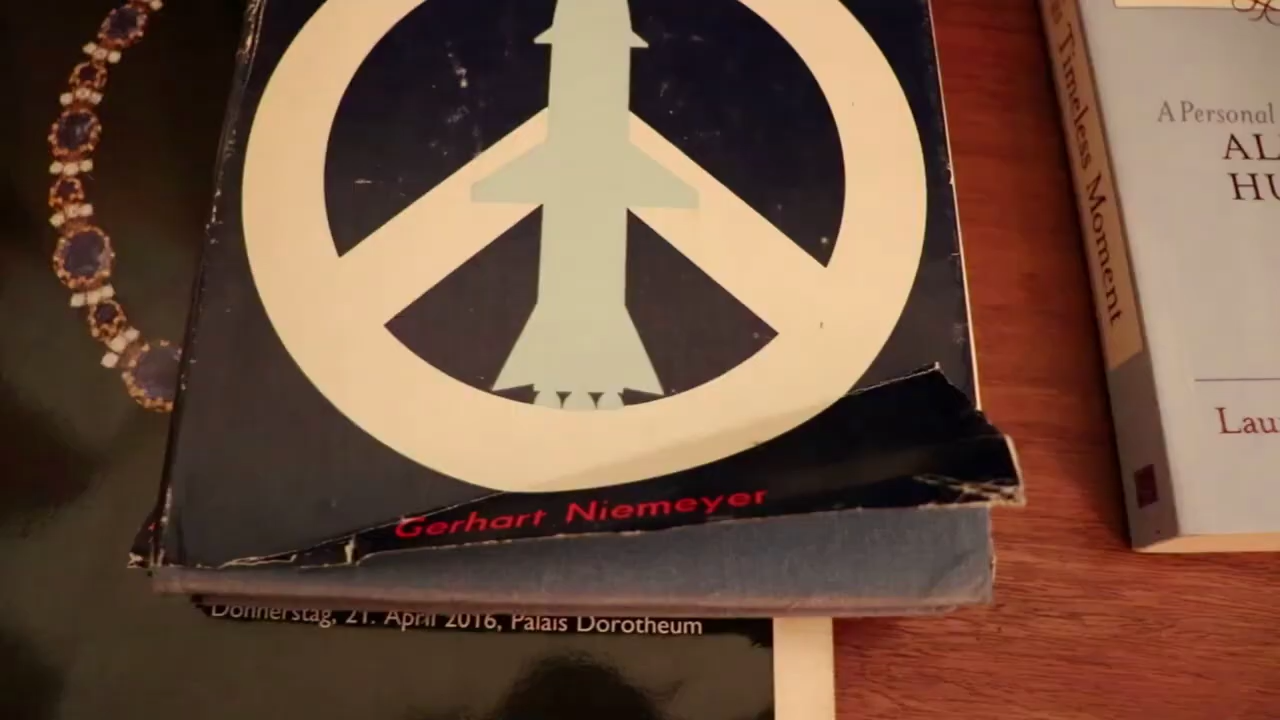 Gerhart Niemeyer
Donnerstag, 21. April 2016, Palais Dorotheum
Timeless Moment
A Personal
AL
HU
Lau